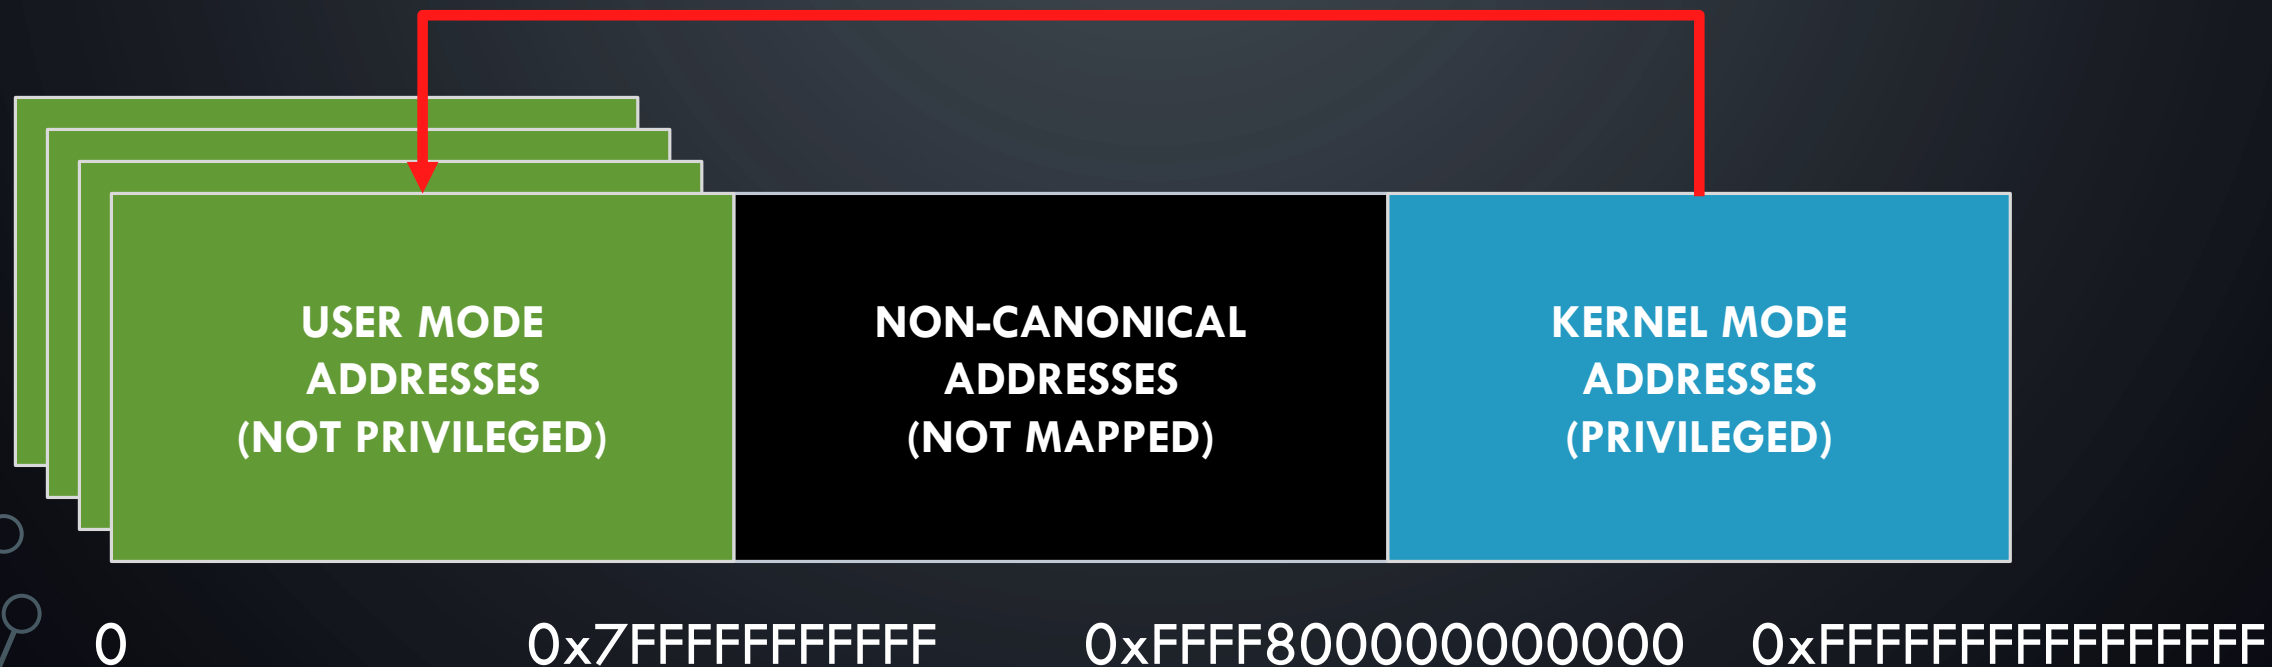 USER MODE
ADDRESSES
(NOT PRIVILEGED)
NON-CANONICAL
ADDRESSES
(NOT MAPPED)
KERNEL MODE
ADDRESSES
(PRIVILEGED)
0 0x7FFFFFFFFFFF 0xFFFF800000000000 0xFFFFFFFFFFFFFFFF